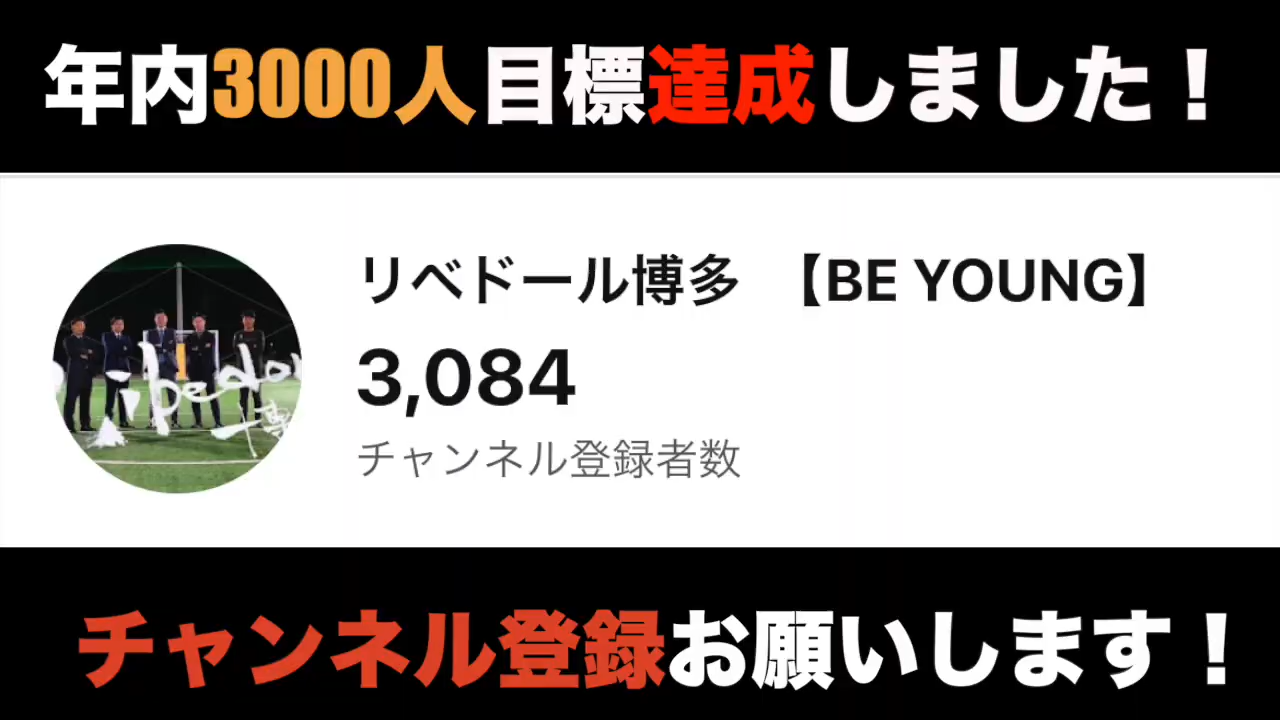 年内3000人目標達成しました！
リベドール博多 【BE YOUNG】
3,084
チャンネル登録者数
チャンネル登録お願いします！